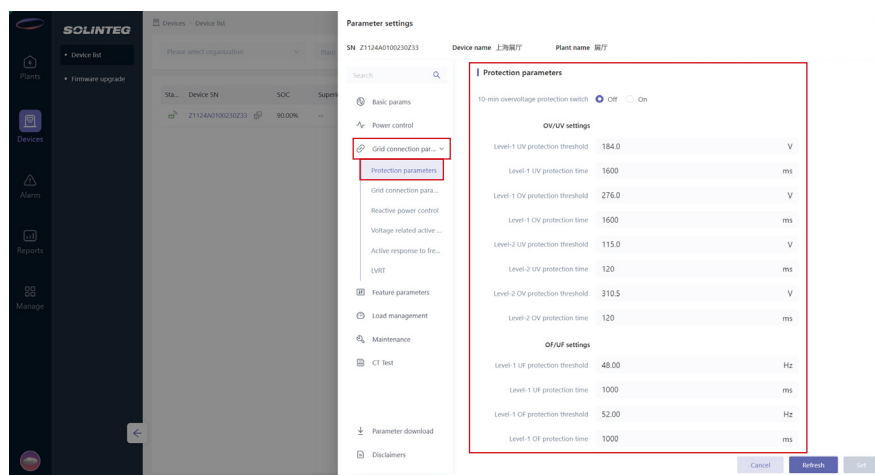 SOLINTEG
Devices > Device list
Device list
Firmware upgrade
Plants
Devices
Alarm
Reports
Manage
Please select organisation
Plant
Sta... Device SN SOC Superi
Z1124A0100230Z33 90.00% --
Parameter settings
SN Z1124A0100230Z33 Device name 上海展厅 Plant name 展厅
Search
Basic params
Power control
Grid connection par...
Protection parameters
Grid connection para...
Reactive power control
Voltage related active ...
Active response to fre...
LVRT
Feature parameters
Load management
Maintenance
CT Test
Parameter download
Disclaimers
Protection parameters
10-min overvoltage protection switch Off On
OV/UV settings
Level-1 UV protection threshold 184.0 V
Level-1 UV protection time 1600 ms
Level-1 OV protection threshold 276.0 V
Level-1 OV protection time 1600 ms
Level-2 UV protection threshold 115.0 V
Level-2 UV protection time 120 ms
Level-2 OV protection threshold 310.5 V
Level-2 OV protection time 120 ms
OF/UF settings
Level-1 UF protection threshold 48.00 Hz
Level-1 UF protection time 1000 ms
Level-1 OF protection threshold 52.00 Hz
Level-1 OF protection time 1000 ms
Cancel Refresh Set